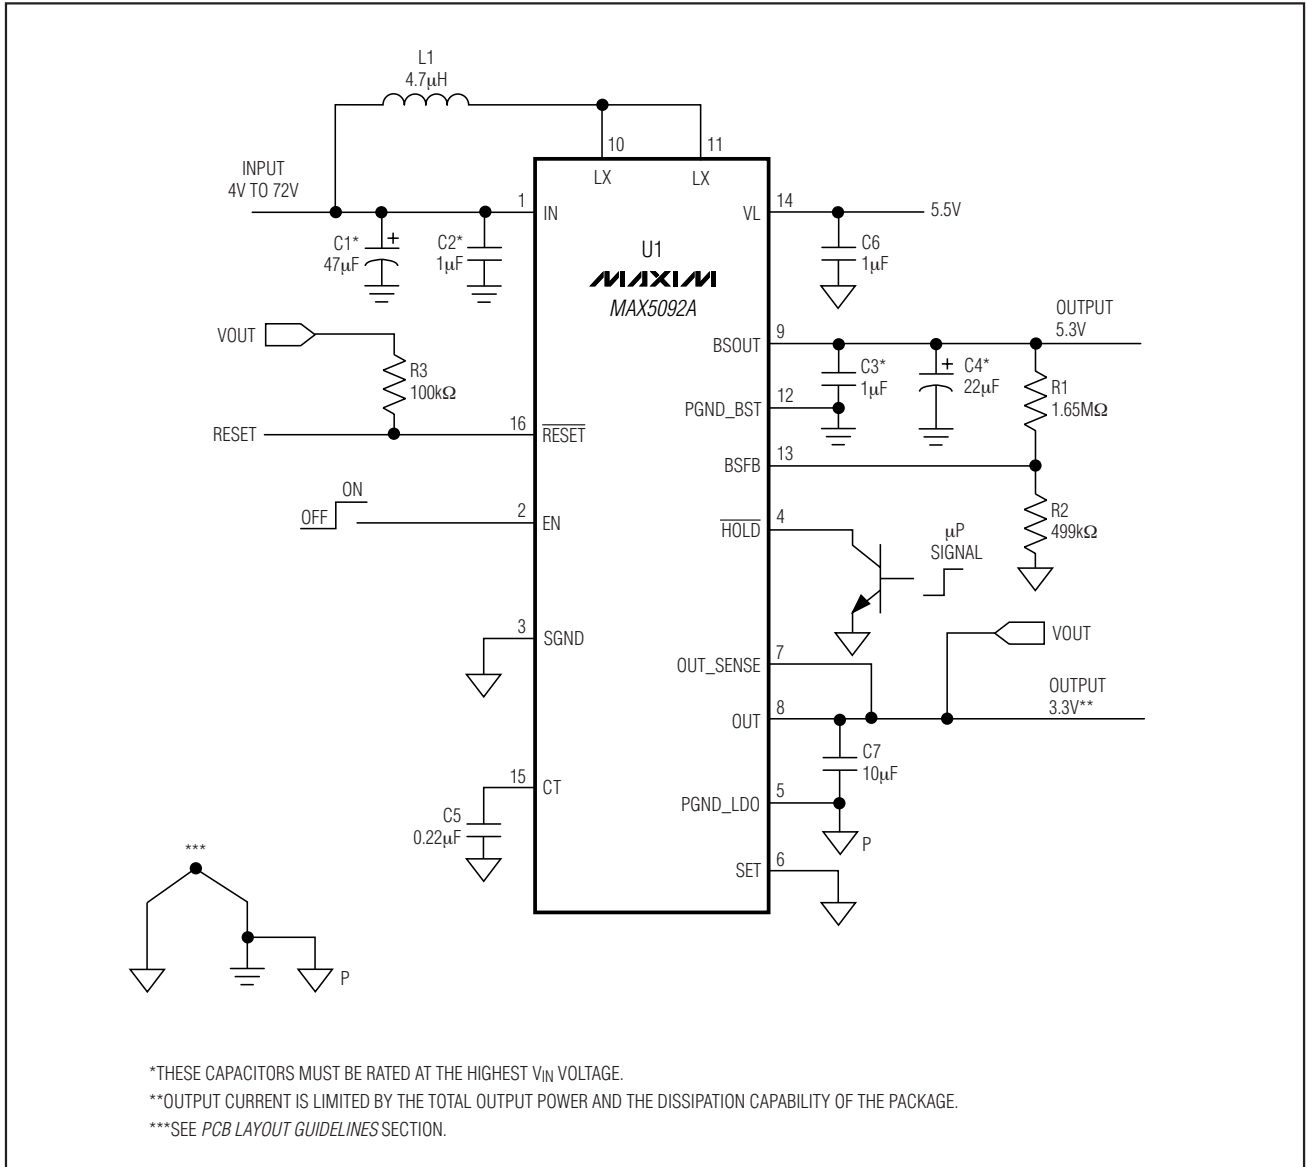 L1
4.7µH
10
11
LX
LX
INPUT
4V TO 72V
1
IN
14
VL
5.5V
C1*
47µF
+
C2*
1µF
C6
1µF
U1
MAXIM
MAX5092A
OUTPUT
5.3V
VOUT
9
BSOUT
R3
100kΩ
C3*
1µF
+
C4*
22µF
R1
1.65MΩ
12
PGND_BST
RESET
16
RESET
13
BSFB
ON
OFF
2
EN
4
HOLD
µP
SIGNAL
R2
499kΩ
3
SGND
VOUT
7
OUT_SENSE
OUTPUT
3.3V**
8
OUT
C7
10µF
15
CT
5
PGND_LDO
C5
0.22µF
P
6
SET
***
P
*THESE CAPACITORS MUST BE RATED AT THE HIGHEST VIN VOLTAGE.
**OUTPUT CURRENT IS LIMITED BY THE TOTAL OUTPUT POWER AND THE DISSIPATION CAPABILITY OF THE PACKAGE.
***SEE PCB LAYOUT GUIDELINES SECTION.